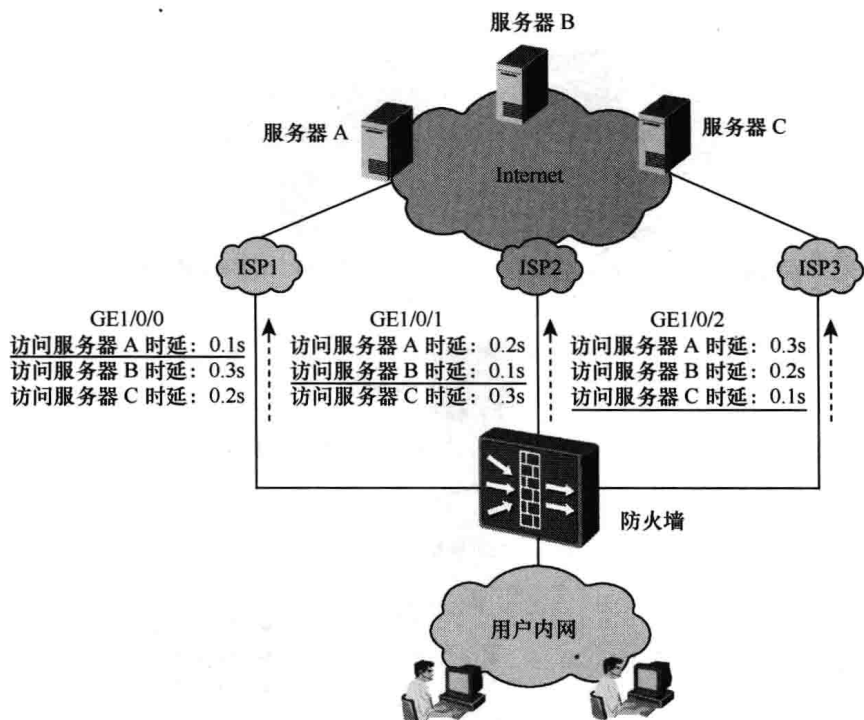 服务器 B
服务器 A
服务器 C
Internet
ISP1
ISP2
ISP3
GE1/0/0
访问服务器 A 时延：0.1s
访问服务器 B 时延：0.3s
访问服务器 C 时延：0.2s
GE1/0/1
访问服务器 A 时延：0.2s
访问服务器 B 时延：0.1s
访问服务器 C 时延：0.3s
GE1/0/2
访问服务器 A 时延：0.3s
访问服务器 B 时延：0.2s
访问服务器 C 时延：0.1s
防火墙
用户内网